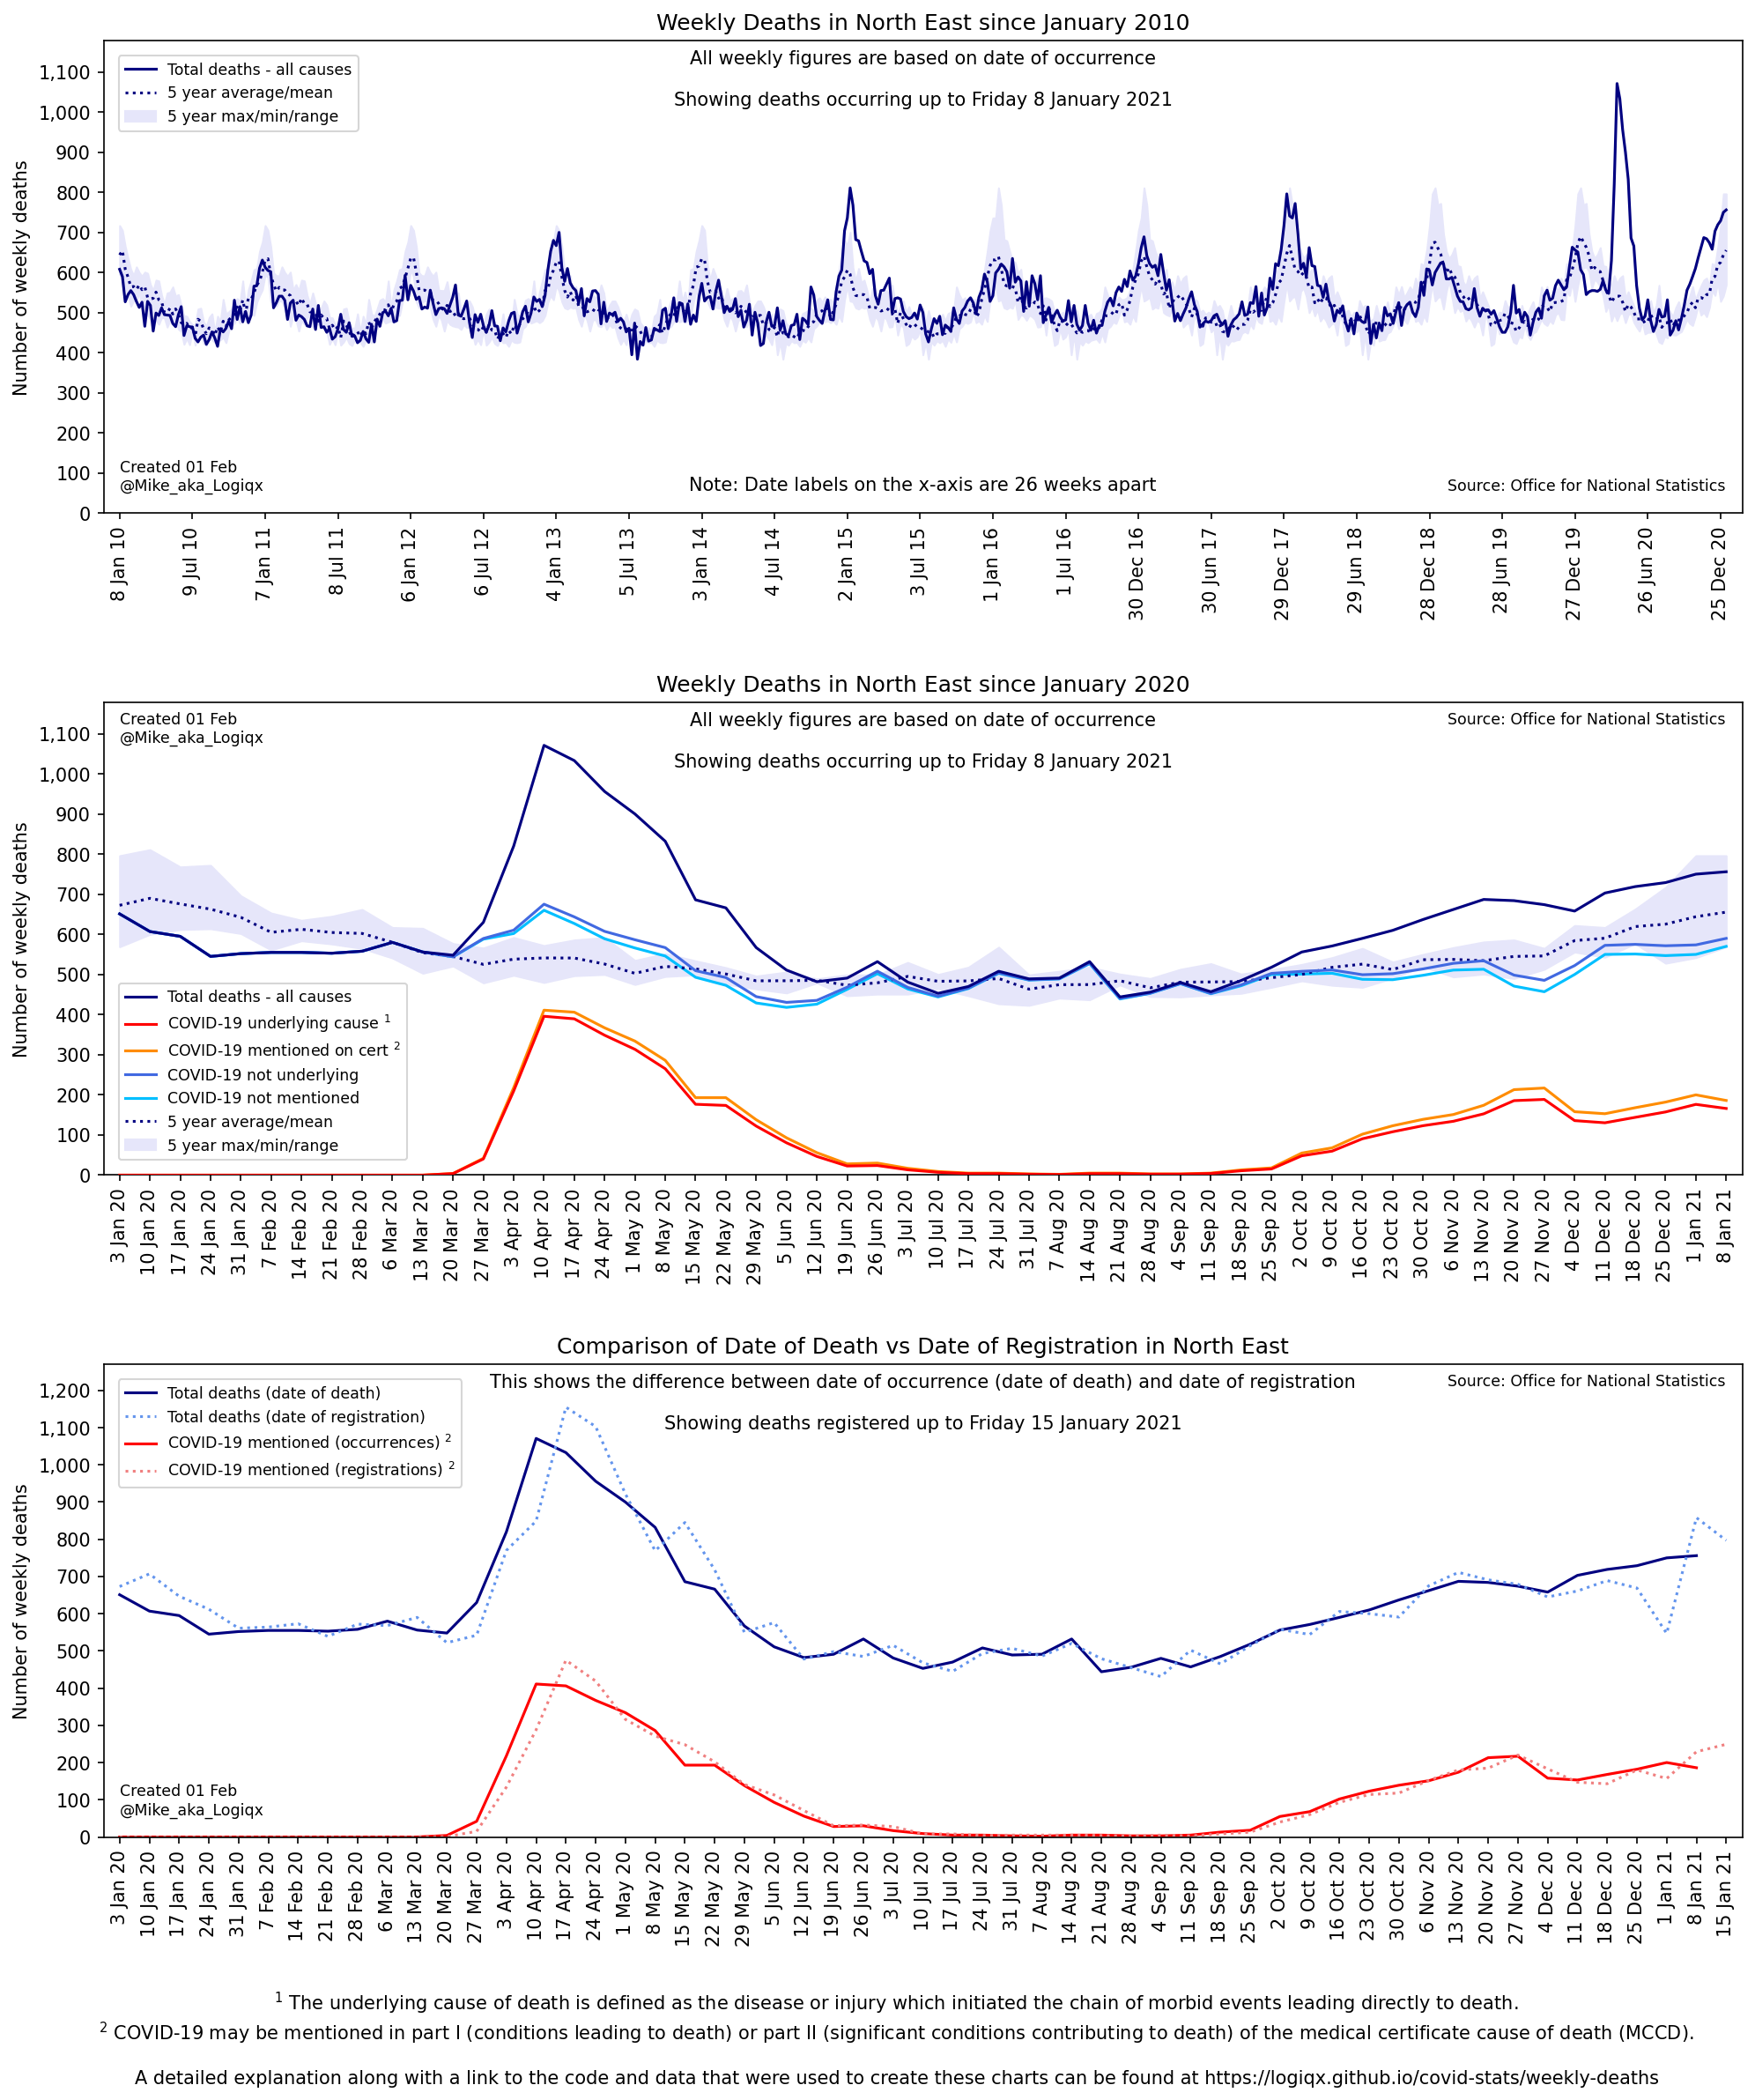 Weekly Deaths in North East since January 2010
All weekly figures are based on date of occurrence
Showing deaths occurring up to Friday 8 January 2021
Total deaths - all causes
5 year average/mean
5 year max/min/range
Number of weekly deaths
1,100
1,000
900
800
700
600
500
400
300
200
100
0
Created 01 Feb
@Mike_aka_Logiqx
Note: Date labels on the x-axis are 26 weeks apart
Source: Office for National Statistics
8 Jan 10
9 Jul 10
7 Jan 11
8 Jul 11
6 Jan 12
6 Jul 12
4 Jan 13
5 Jul 13
3 Jan 14
4 Jul 14
2 Jan 15
3 Jul 15
1 Jan 16
1 Jul 16
30 Dec 16
30 Jun 17
29 Dec 17
29 Jun 18
28 Dec 18
28 Jun 19
27 Dec 19
26 Jun 20
25 Dec 20
Weekly Deaths in North East since January 2020
Created 01 Feb
@Mike_aka_Logiqx
All weekly figures are based on date of occurrence
Showing deaths occurring up to Friday 8 January 2021
Source: Office for National Statistics
Number of weekly deaths
1,100
1,000
900
800
700
600
500
400
300
200
100
0
Total deaths - all causes
COVID-19 underlying cause 1
COVID-19 mentioned on cert 2
COVID-19 not underlying
COVID-19 not mentioned
5 year average/mean
5 year max/min/range
3 Jan 20
10 Jan 20
17 Jan 20
24 Jan 20
31 Jan 20
7 Feb 20
14 Feb 20
21 Feb 20
28 Feb 20
6 Mar 20
13 Mar 20
20 Mar 20
27 Mar 20
3 Apr 20
10 Apr 20
17 Apr 20
24 Apr 20
1 May 20
8 May 20
15 May 20
22 May 20
29 May 20
5 Jun 20
12 Jun 20
19 Jun 20
26 Jun 20
3 Jul 20
10 Jul 20
17 Jul 20
24 Jul 20
31 Jul 20
7 Aug 20
14 Aug 20
21 Aug 20
28 Aug 20
4 Sep 20
11 Sep 20
18 Sep 20
25 Sep 20
2 Oct 20
9 Oct 20
16 Oct 20
23 Oct 20
30 Oct 20
6 Nov 20
13 Nov 20
20 Nov 20
27 Nov 20
4 Dec 20
11 Dec 20
18 Dec 20
25 Dec 20
1 Jan 21
8 Jan 21
Comparison of Date of Death vs Date of Registration in North East
This shows the difference between date of occurrence (date of death) and date of registration
Showing deaths registered up to Friday 15 January 2021
Source: Office for National Statistics
Total deaths (date of death)
Total deaths (date of registration)
COVID-19 mentioned (occurrences) 2
COVID-19 mentioned (registrations) 2
Number of weekly deaths
1,200
1,100
1,000
900
800
700
600
500
400
300
200
100
0
Created 01 Feb
@Mike_aka_Logiqx
3 Jan 20
10 Jan 20
17 Jan 20
24 Jan 20
31 Jan 20
7 Feb 20
14 Feb 20
21 Feb 20
28 Feb 20
6 Mar 20
13 Mar 20
20 Mar 20
27 Mar 20
3 Apr 20
10 Apr 20
17 Apr 20
24 Apr 20
1 May 20
8 May 20
15 May 20
22 May 20
29 May 20
5 Jun 20
12 Jun 20
19 Jun 20
26 Jun 20
3 Jul 20
10 Jul 20
17 Jul 20
24 Jul 20
31 Jul 20
7 Aug 20
14 Aug 20
21 Aug 20
28 Aug 20
4 Sep 20
11 Sep 20
18 Sep 20
25 Sep 20
2 Oct 20
9 Oct 20
16 Oct 20
23 Oct 20
30 Oct 20
6 Nov 20
13 Nov 20
20 Nov 20
27 Nov 20
4 Dec 20
11 Dec 20
18 Dec 20
25 Dec 20
1 Jan 21
8 Jan 21
15 Jan 21
1 The underlying cause of death is defined as the disease or injury which initiated the chain of morbid events leading directly to death.
2 COVID-19 may be mentioned in part I (conditions leading to death) or part II (significant conditions contributing to death) of the medical certificate cause of death (MCCD).
A detailed explanation along with a link to the code and data that were used to create these charts can be found at https://logiqx.github.io/covid-stats/weekly-deaths